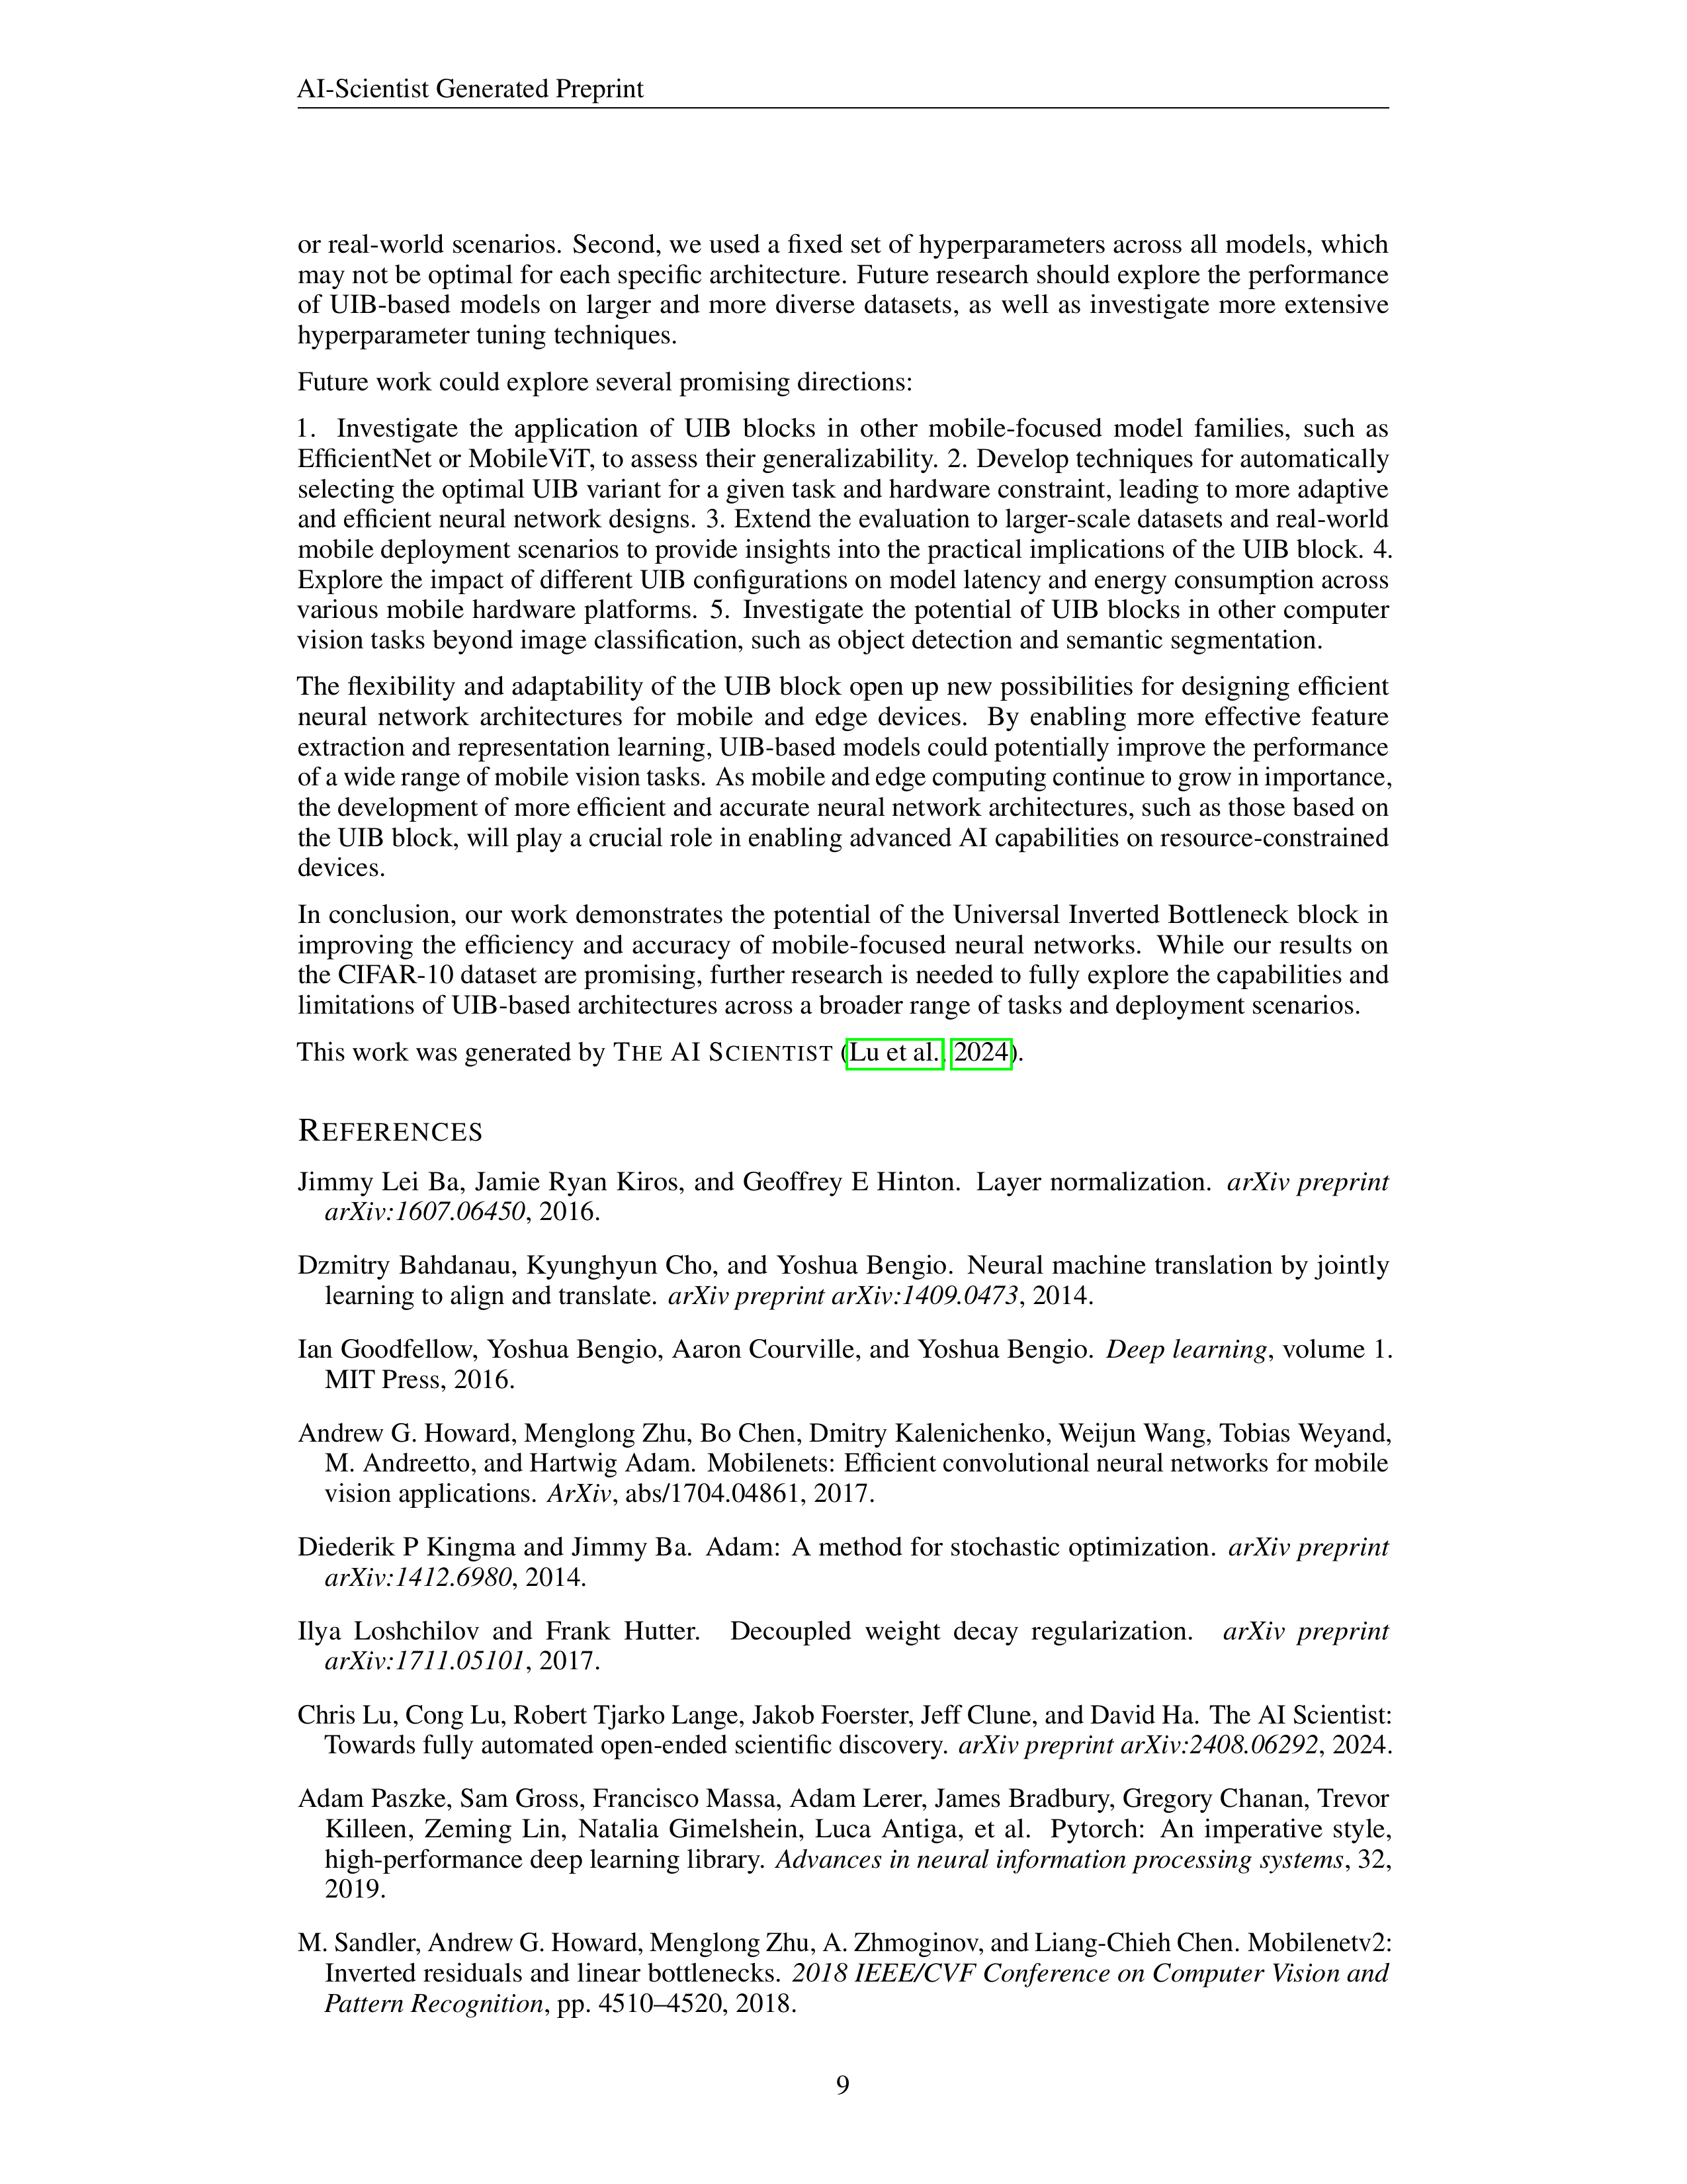 AI-Scientist Generated Preprint
or real-world scenarios. Second, we used a fixed set of hyperparameters across all models, which
may not be optimal for each specific architecture. Future research should explore the performance
of UIB-based models on larger and more diverse datasets, as well as investigate more extensive
hyperparameter tuning techniques.
Future work could explore several promising directions:
1. Investigate the application of UIB blocks in other mobile-focused model families, such as
EfficientNet or MobileViT, to assess their generalizability. 2. Develop techniques for automatically
selecting the optimal UIB variant for a given task and hardware constraint, leading to more adaptive
and efficient neural network designs. 3. Extend the evaluation to larger-scale datasets and real-world
mobile deployment scenarios to provide insights into the practical implications of the UIB block. 4.
Explore the impact of different UIB configurations on model latency and energy consumption across
various mobile hardware platforms. 5. Investigate the potential of UIB blocks in other computer
vision tasks beyond image classification, such as object detection and semantic segmentation.
The flexibility and adaptability of the UIB block open up new possibilities for designing efficient
neural network architectures for mobile and edge devices. By enabling more effective feature
extraction and representation learning, UIB-based models could potentially improve the performance
of a wide range of mobile vision tasks. As mobile and edge computing continue to grow in importance,
the development of more efficient and accurate neural network architectures, such as those based on
the UIB block, will play a crucial role in enabling advanced AI capabilities on resource-constrained
devices.
In conclusion, our work demonstrates the potential of the Universal Inverted Bottleneck block in
improving the efficiency and accuracy of mobile-focused neural networks. While our results on
the CIFAR-10 dataset are promising, further research is needed to fully explore the capabilities and
limitations of UIB-based architectures across a broader range of tasks and deployment scenarios.
This work was generated by THE AI SCIENTIST (Lu et al., 2024).
REFERENCES
Jimmy Lei Ba, Jamie Ryan Kiros, and Geoffrey E Hinton. Layer normalization. arXiv preprint
arXiv:1607.06450, 2016.
Dzmitry Bahdanau, Kyunghyun Cho, and Yoshua Bengio. Neural machine translation by jointly
learning to align and translate. arXiv preprint arXiv:1409.0473, 2014.
Ian Goodfellow, Yoshua Bengio, Aaron Courville, and Yoshua Bengio. Deep learning, volume 1.
MIT Press, 2016.
Andrew G. Howard, Menglong Zhu, Bo Chen, Dmitry Kalenichenko, Weijun Wang, Tobias Weyand,
M. Andreetto, and Hartwig Adam. Mobilenets: Efficient convolutional neural networks for mobile
vision applications. ArXiv, abs/1704.04861, 2017.
Diederik P Kingma and Jimmy Ba. Adam: A method for stochastic optimization. arXiv preprint
arXiv:1412.6980, 2014.
Ilya Loshchilov and Frank Hutter. Decoupled weight decay regularization. arXiv preprint
arXiv:1711.05101, 2017.
Chris Lu, Cong Lu, Robert Tjarko Lange, Jakob Foerster, Jeff Clune, and David Ha. The AI Scientist:
Towards fully automated open-ended scientific discovery. arXiv preprint arXiv:2408.06292, 2024.
Adam Paszke, Sam Gross, Francisco Massa, Adam Lerer, James Bradbury, Gregory Chanan, Trevor
Killeen, Zeming Lin, Natalia Gimelshein, Luca Antiga, et al. Pytorch: An imperative style,
high-performance deep learning library. Advances in neural information processing systems, 32,
2019.
M. Sandler, Andrew G. Howard, Menglong Zhu, A. Zhmoginov, and Liang-Chieh Chen. Mobilenetv2:
Inverted residuals and linear bottlenecks. 2018 IEEE/CVF Conference on Computer Vision and
Pattern Recognition, pp. 4510–4520, 2018.
9